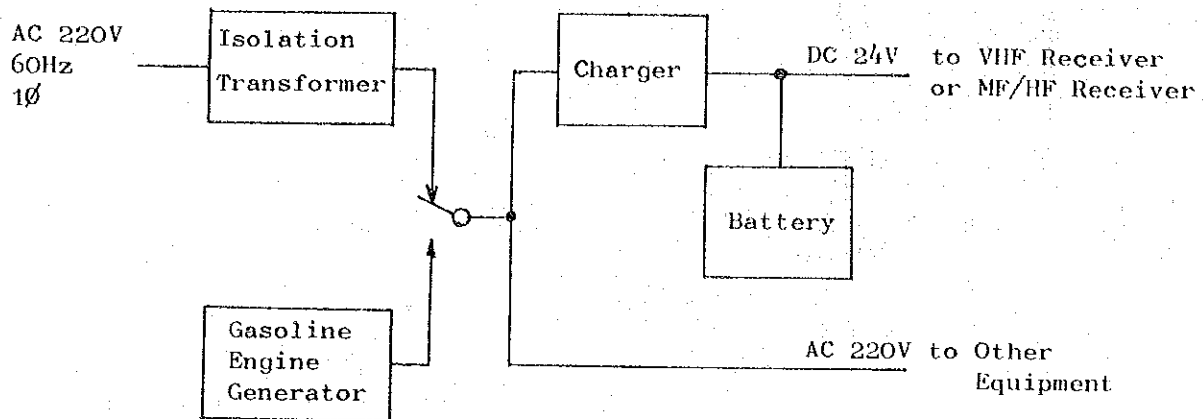 AC 220V
60Hz
1Ø
Isolation
Transformer
Charger
DC 24V to VHF Receiver
or MF/HF Receiver
Battery
Gasoline
Engine
Generator
AC 220V to Other
Equipment